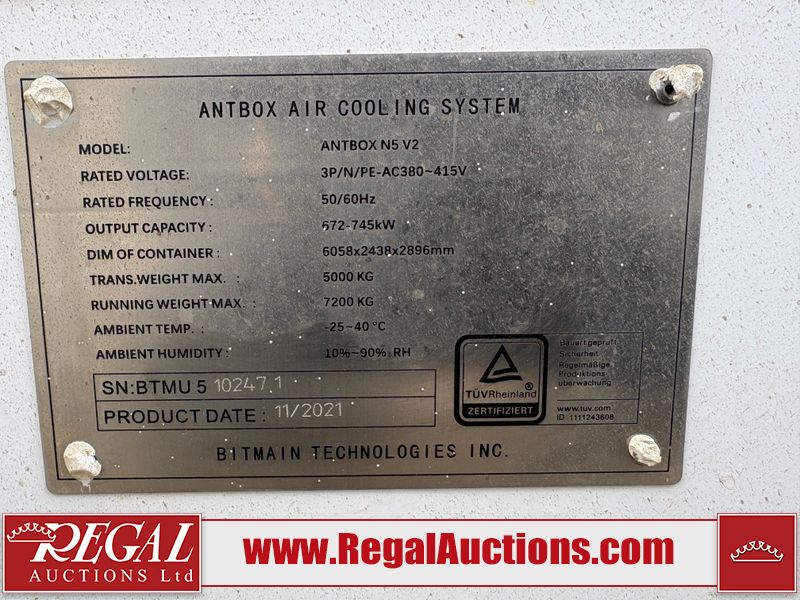 ANTBOX AIR COOLING SYSTEM
MODEL: ANTBOX N5 V2
RATED VOLTAGE: 3P/N/PE-AC380~415V
RATED FREQUENCY : 50/60Hz
OUTPUT CAPACITY : 672-745kW
DIM OF CONTAINER : 6058x2438x2896mm
TRANS.WEIGHT MAX. : 5000 KG
RUNNING WEIGHT MAX. : 7200 KG
AMBIENT TEMP. : -25~40 °C
AMBIENT HUMIDITY : 10%~90% RH
SN:BTMU 5 10247.1
PRODUCT DATE : 11/2021
TÜVRheinland®
ZERTIFIZIERT
Bauart geprüft
Sicherheit
Regelmäßige
Produktions
überwachung
www.tuv.com
ID 1111243608
BITMAIN TECHNOLOGIES INC.
REGAL
AUCTIONS Ltd
www.RegalAuctions.com